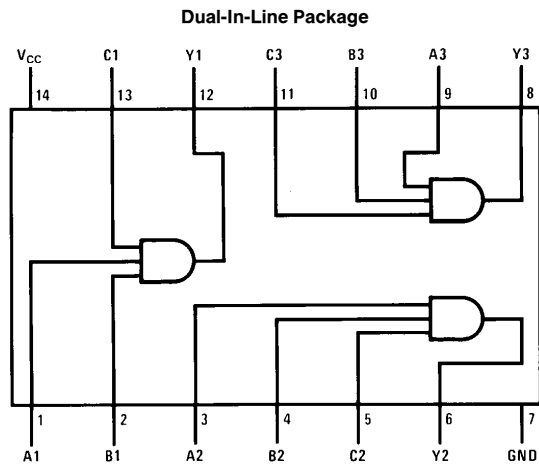 Dual-In-Line Package
VCC C1 Y1 C3 B3 A3 Y3
14 13 12 11 10 9 8
1 2 3 4 5 6 7
A1 B1 A2 B2 C2 Y2 GND